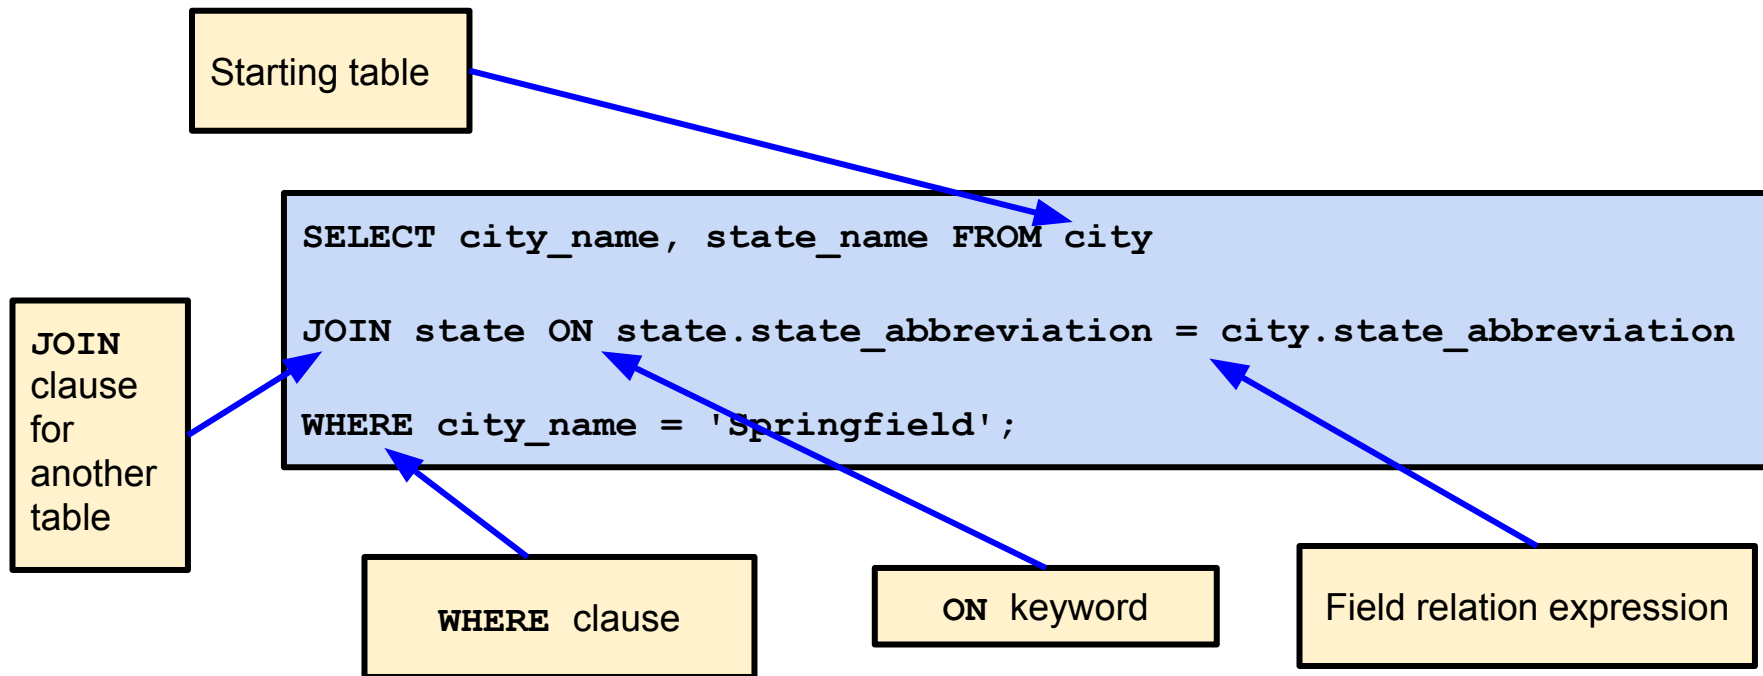 Starting table
SELECT city_name, state_name FROM city
JOIN state ON state.state_abbreviation = city.state_abbreviation
WHERE city_name = 'Springfield';
JOIN
clause
for
another
table
WHERE clause
ON keyword
Field relation expression